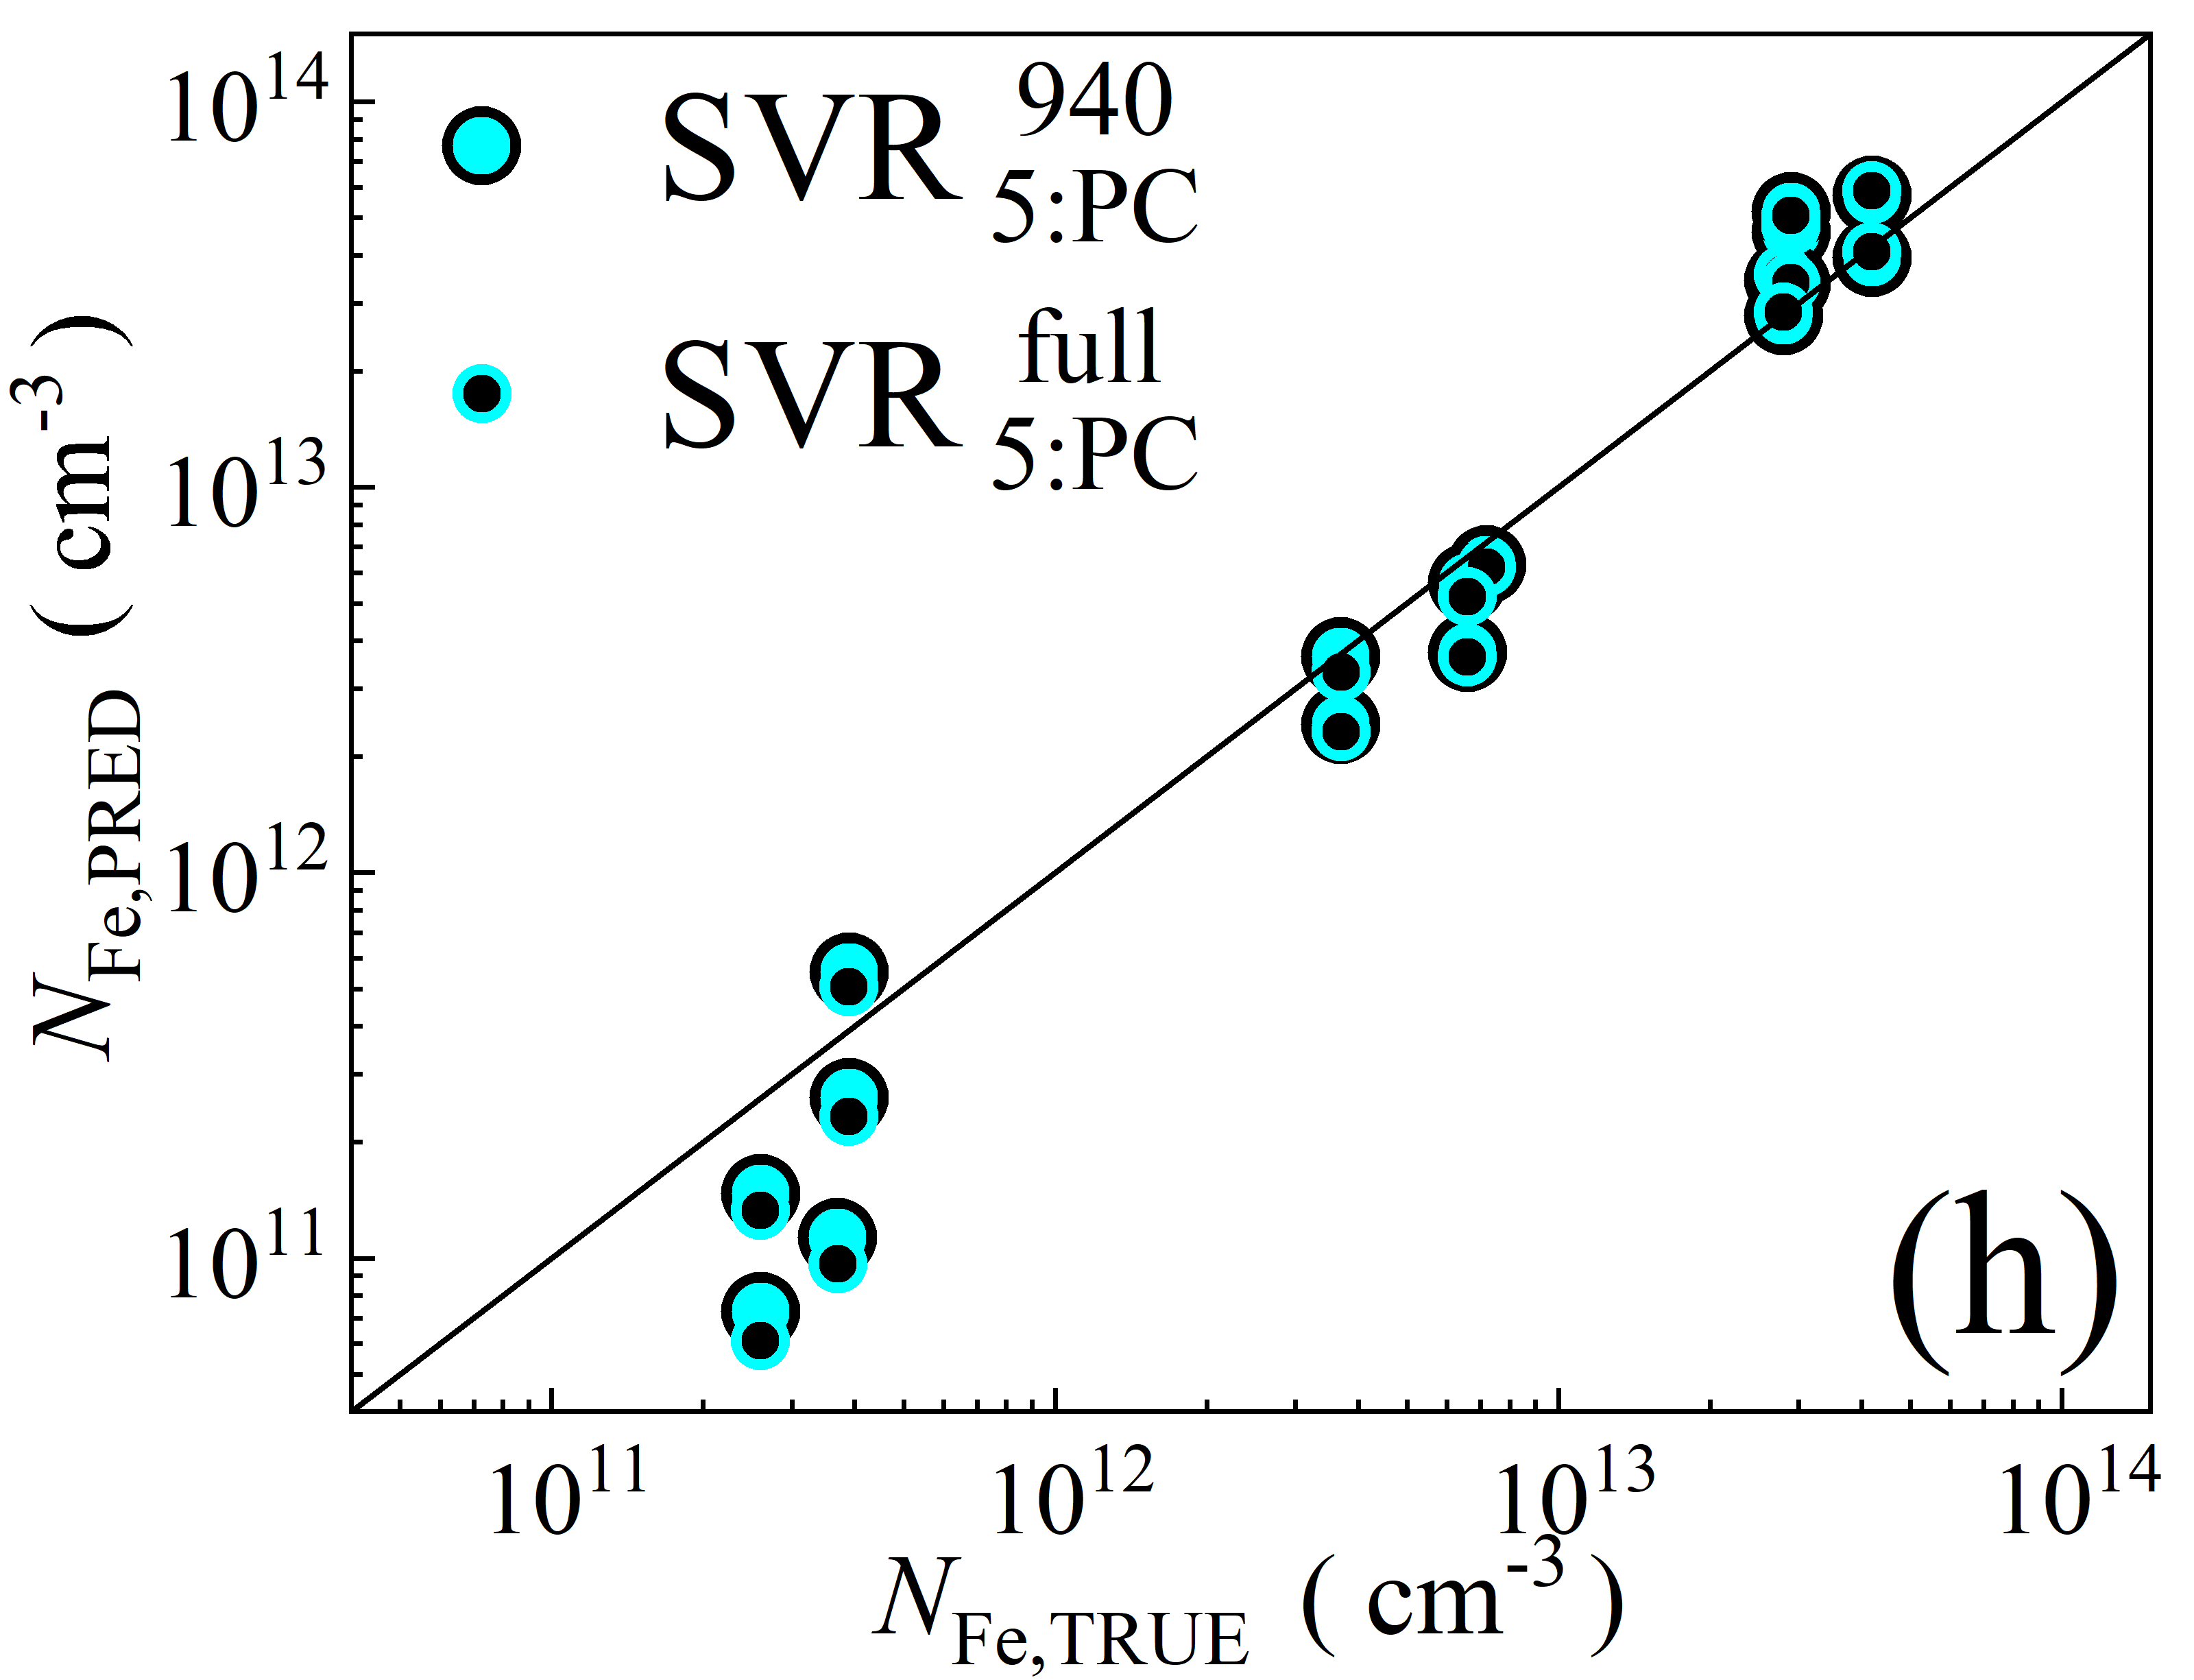 10^14
10^13
10^12
10^11
N_Fe,PRED ( cm^-3 )
SVR 940 5:PC
SVR full 5:PC
(h)
10^11 10^12 10^13 10^14
N_Fe,TRUE ( cm^-3 )